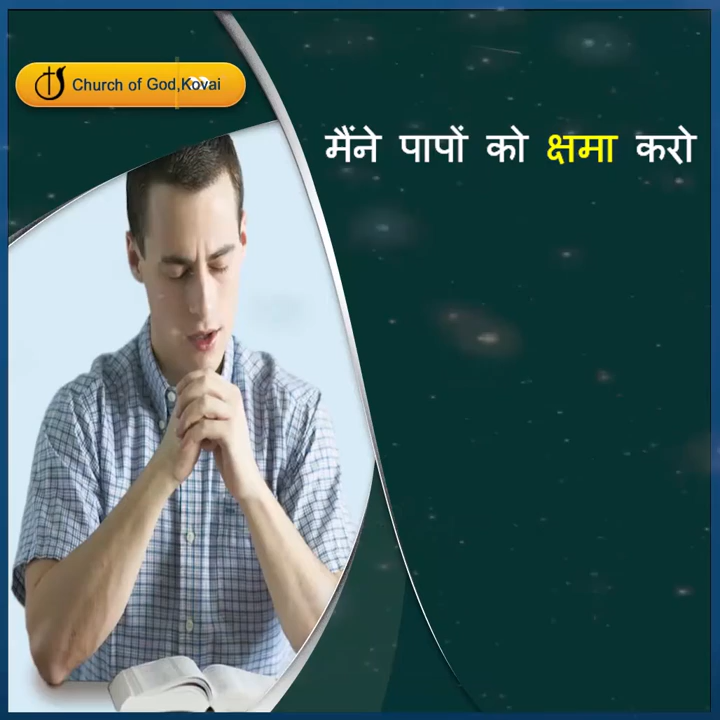 Church of God,Kovai
मैंने पापों को क्षमा करो